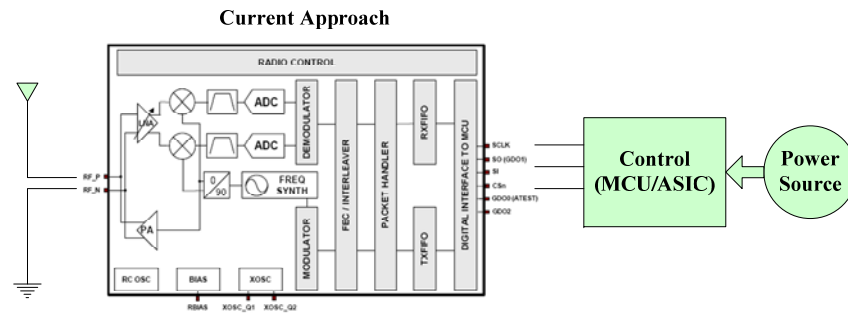 Current Approach
RADIO CONTROL
LNA
ADC
ADC
0
90
FREQ
SYNTH
PA
DEMODULATOR
MODULATOR
FEC / INTERLEAVER
PACKET HANDLER
RXFIFO
TXFIFO
DIGITAL INTERFACE TO MCU
RF_P
RF_N
RC OSC
BIAS
XOSC
RBIAS
XOSC_Q1
XOSC_Q2
SCLK
SO (GDO1)
SI
CSn
GDO0 (ATEST)
GDO2
Control
(MCU/ASIC)
Power
Source